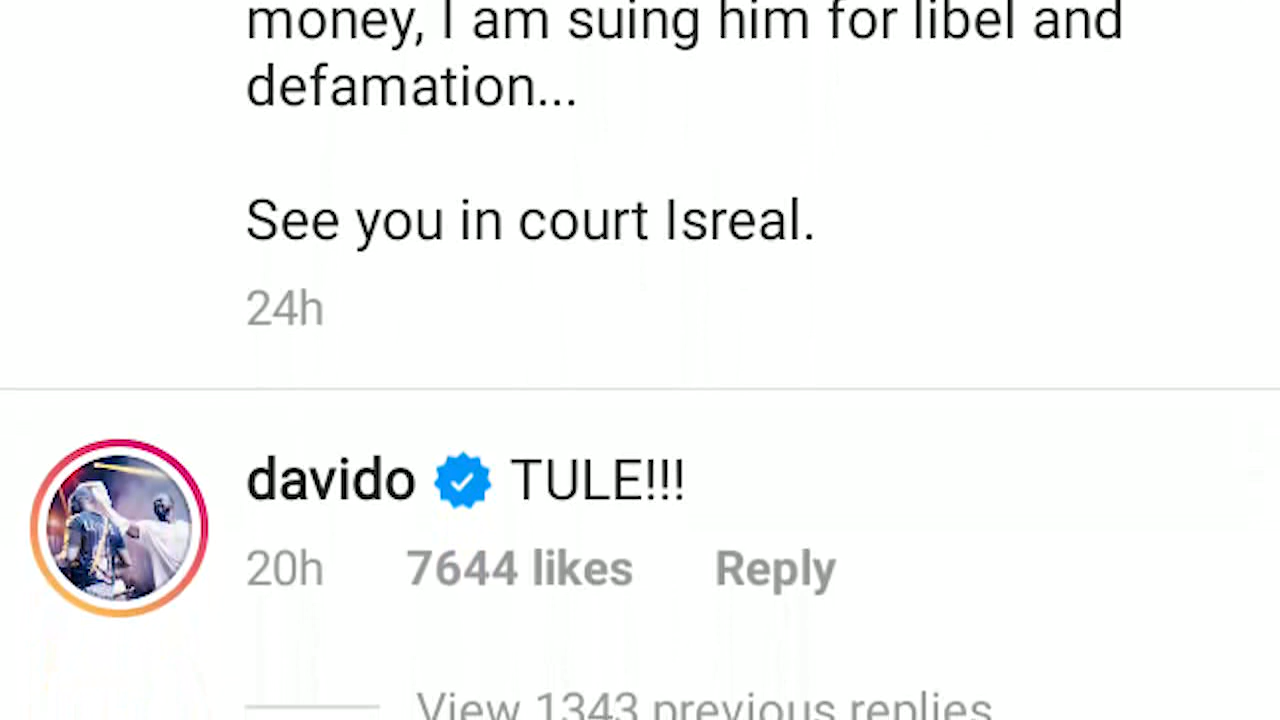 money, I am suing him for libel and
defamation...
See you in court Isreal.
24h
davido TULE!!!
20h 7644 likes Reply
View 1343 previous replies